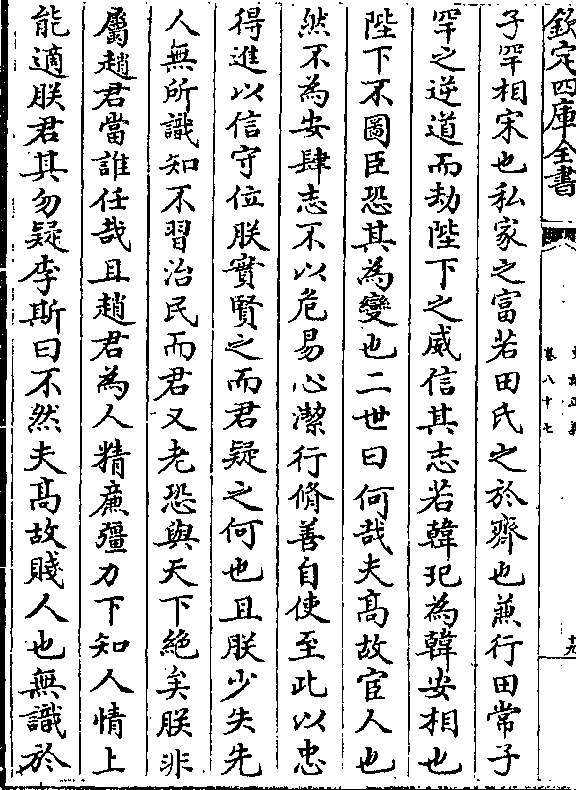 欽定四庫全書
卷八十七
子罕相宋也私家之富若田氏之於齊也兼行田常子
罕之逆道而劫陛下之威信其志若韓玘為韓安相也
陛下不圖臣恐其為變也二世曰何哉夫髙故宦人也
然不為安肆志不以危易心潔行脩善自使至此以忠
得進以信守位朕實賢之而君疑之何也且朕少失先
人無所識知不習治民而君又老恐與天下絶矣朕非
屬趙君當誰任哉且趙君為人精廉彊力下知人情上
能適朕君其勿疑李斯曰不然夫髙故賤人也無識於